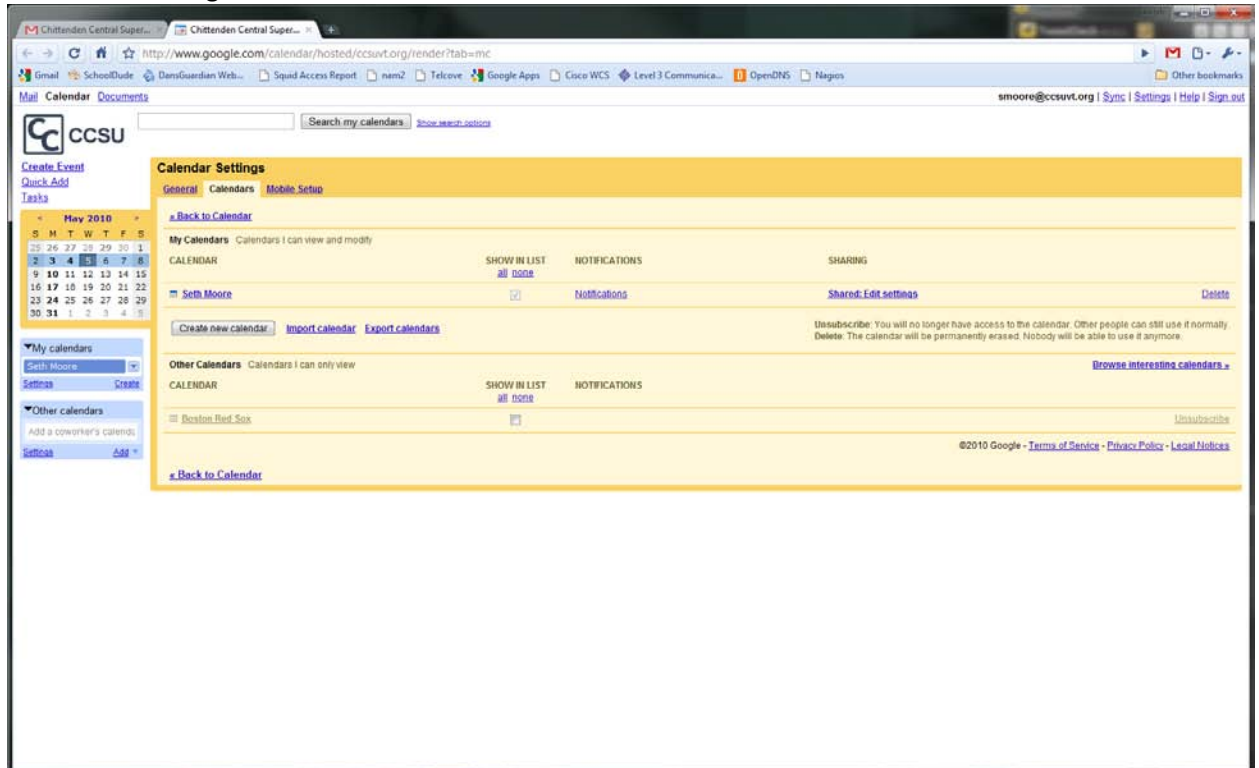 Chittenden Central Super... Chittenden Central Super...
http://www.google.com/calendar/hosted/ccsuvt.org/render?tab=mc
Gmail SchoolDude DansGuardian Web... Squid Access Report nam2 Telcove Google Apps Cisco WCS Level 3 Communica... OpenDNS Nagios Other bookmarks
Mail Calendar Documents smoore@ccsuvt.org | Sync | Settings | Help | Sign out
CC CCSU Search my calendars Show search options
Create Event
Quick Add
Tasks
« May 2010 »
S M T W T F S
25 26 27 28 29 30 1
2 3 4 5 6 7 8
9 10 11 12 13 14 15
16 17 18 19 20 21 22
23 24 25 26 27 28 29
30 31 1 2 3 4 5
▼My calendars
Seth Moore
Settings Create
▼Other calendars
Add a coworker's calenda
Settings Add
Calendar Settings
General Calendars Mobile Setup
« Back to Calendar
My Calendars Calendars I can view and modify
CALENDAR SHOW IN LIST NOTIFICATIONS SHARING
all none
Seth Moore Notifications Shared: Edit settings Delete
Create new calendar Import calendar Export calendars
Unsubscribe: You will no longer have access to the calendar. Other people can still use it normally.
Delete: The calendar will be permanently erased. Nobody will be able to use it anymore.
Other Calendars Calendars I can only view Browse interesting calendars »
CALENDAR SHOW IN LIST NOTIFICATIONS
all none
Boston Red Sox Unsubscribe
©2010 Google - Terms of Service - Privacy Policy - Legal Notices
« Back to Calendar